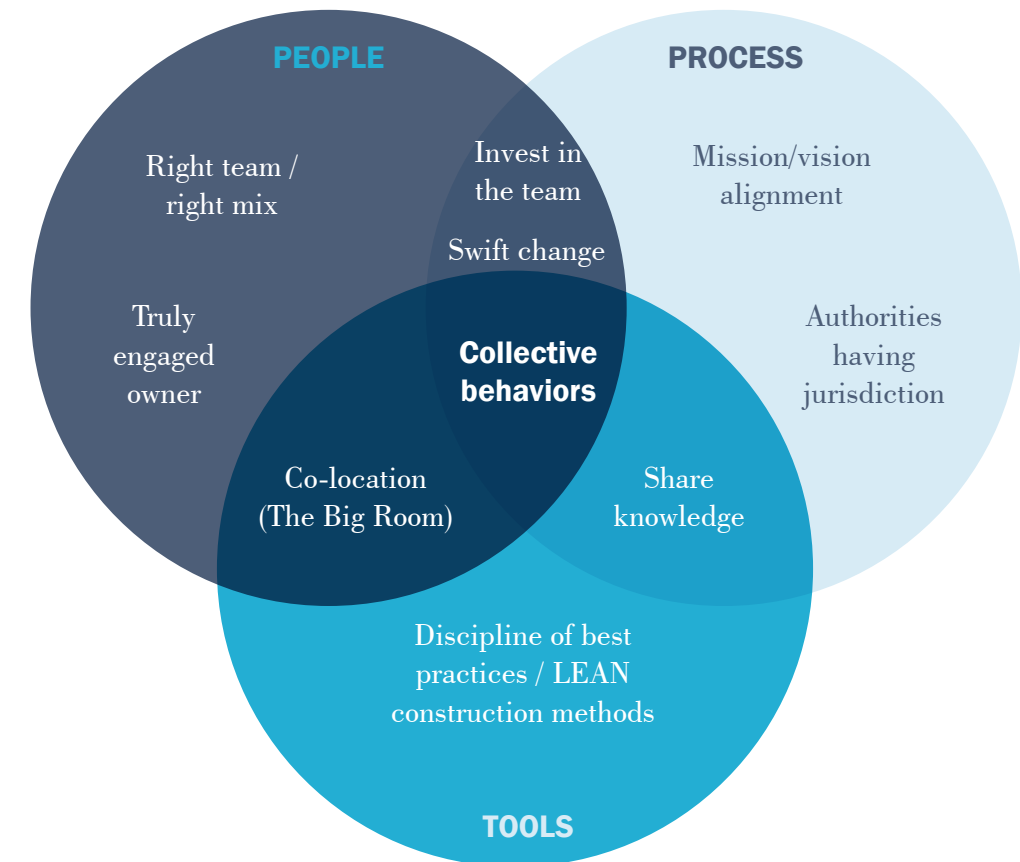 PEOPLE
PROCESS
Right team /
right mix
Invest in
the team
Mission/vision
alignment
Swift change
Truly
engaged
owner
Collective
behaviors
Authorities
having
jurisdiction
Co-location
(The Big Room)
Share
knowledge
Discipline of best
practices / LEAN
construction methods
TOOLS